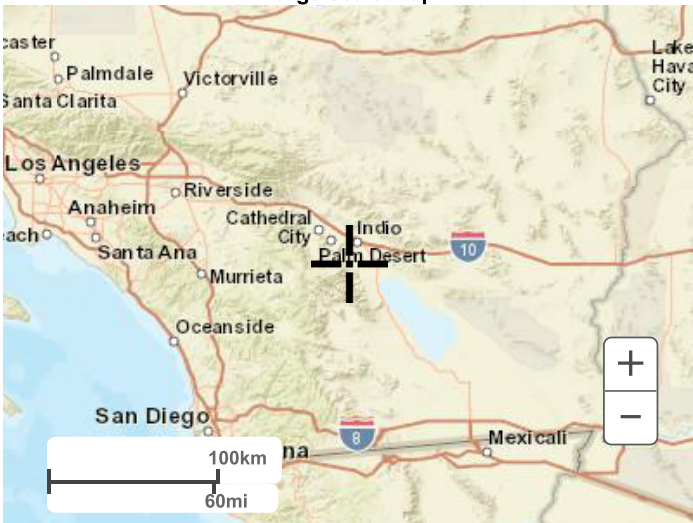 caster
Palmdale
Victorville
Santa Clarita
Lake
Hava
City
Los Angeles
Riverside
Anaheim
Cathedral
City
Indio
each
Santa Ana
Palm Desert
10
Murrieta
Oceanside
+
−
San Diego
8
Mexicali
na
100km
60mi